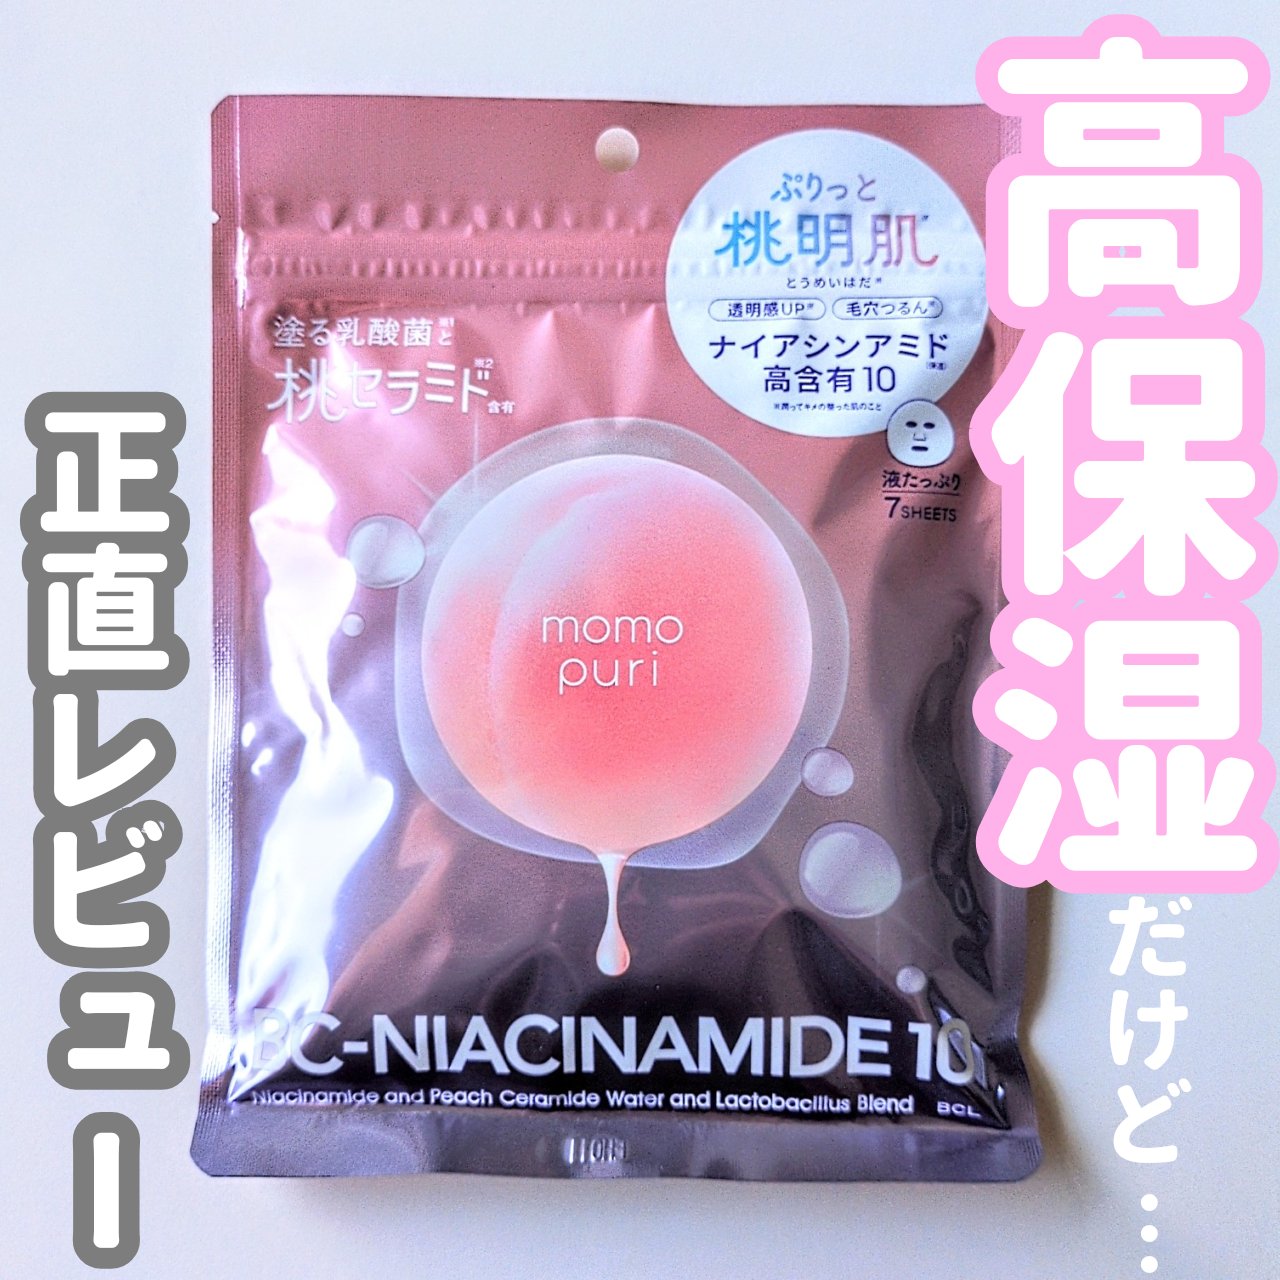 高保湿
だけど…
正直レビュー
ぷりっと
桃明肌※
とうめいはだ※
透明感UP※
毛穴つるん※
ナイアシンアミド
(保湿)
高含有10
※潤ってキメの整った肌のこと
塗る乳酸菌※1と
桃セラミド※2
含有
液たっぷり
7SHEETS
momo
puri
BC-NIACINAMIDE 10
Niacinamide and Peach Ceramide Water and Lactobacillus Blend
BCL